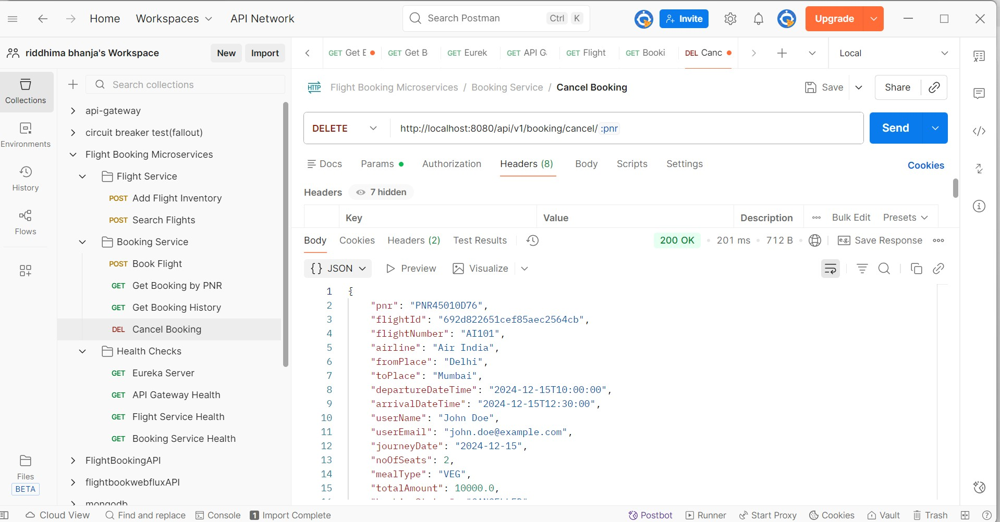 Home Workspaces API Network Search Postman Ctrl K Invite Upgrade
riddhima bhanja's Workspace New Import
GET Get B GET Get B GET Eurek GET API G GET Flight GET Booki DEL Canc Local
Collections
Environments
History
Flows
Files
BETA
Search collections
api-gateway
circuit breaker test(fallout)
Flight Booking Microservices
Flight Service
POST Add Flight Inventory
POST Search Flights
Booking Service
POST Book Flight
GET Get Booking by PNR
GET Get Booking History
DEL Cancel Booking
Health Checks
GET Eureka Server
GET API Gateway Health
GET Flight Service Health
GET Booking Service Health
FlightBookingAPI
flightbookwebfluxAPI
mongodb
HTTP Flight Booking Microservices / Booking Service / Cancel Booking Save Share
DELETE http://localhost:8080/api/v1/booking/cancel/:pnr Send
Docs Params Authorization Headers (8) Body Scripts Settings Cookies
Headers 7 hidden
Key Value Description Bulk Edit Presets
Body Cookies Headers (2) Test Results 200 OK 201 ms 712 B e.g. Save Response
{} JSON Preview Visualize
1 {
2 "pnr": "PNR45010D76",
3 "flightId": "692d822651cef85aec2564cb",
4 "flightNumber": "AI101",
5 "airline": "Air India",
6 "fromPlace": "Delhi",
7 "toPlace": "Mumbai",
8 "departureDateTime": "2024-12-15T10:00:00",
9 "arrivalDateTime": "2024-12-15T12:30:00",
10 "userName": "John Doe",
11 "userEmail": "john.doe@example.com",
12 "journeyDate": "2024-12-15",
13 "noOfSeats": 2,
14 "mealType": "VEG",
15 "totalAmount": 10000.0,
Cloud View Find and replace Console 1 Import Complete Postbot Runner Start Proxy Cookies Vault Trash